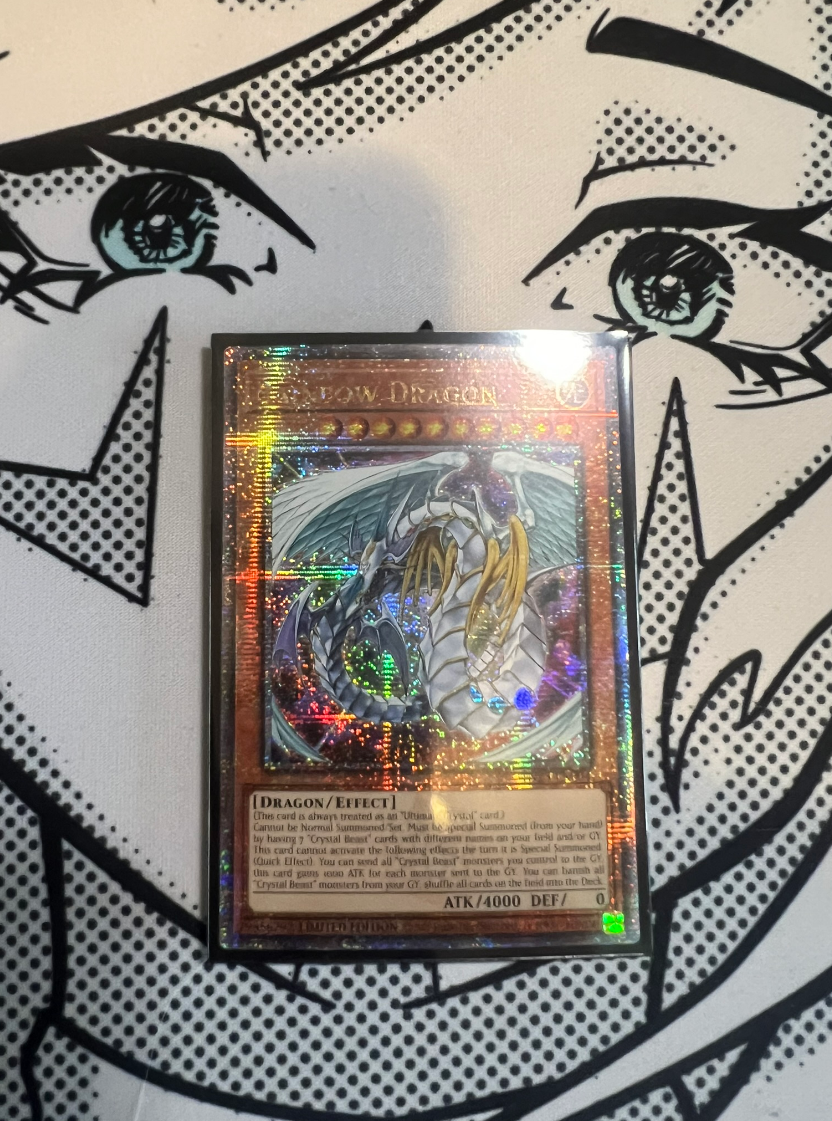 RAINBOW DRAGON
[DRAGON/EFFECT]
(This card is always treated as an "Ultimate Crystal" card.)
Cannot be Normal Summoned/Set. Must be Special Summoned (from your hand)
by having 7 "Crystal Beast" cards with different names on your field and/or GY.
This card cannot activate the following effects the turn it is Special Summoned.
(Quick Effect): You can send all "Crystal Beast" monsters you control to the GY;
this card gains 1000 ATK for each monster sent to the GY. You can banish all
"Crystal Beast" monsters from your GY; shuffle all cards on the field into the Deck.
ATK/4000 DEF/ 0
LIMITED EDITION